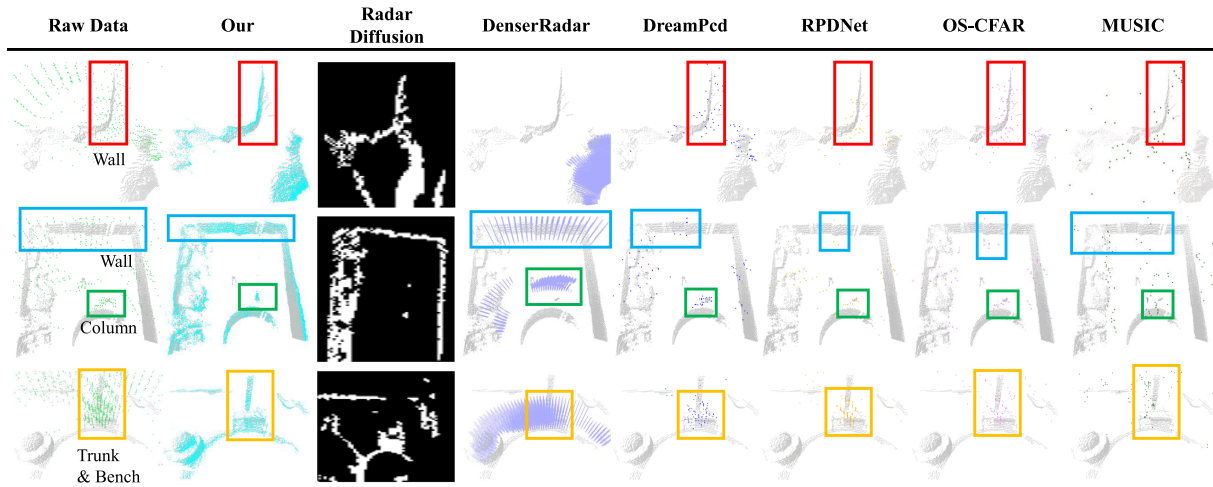 Raw Data Our Radar Diffusion DenserRadar DreamPcd RPDNet OS-CFAR MUSIC
Wall
Wall
Column
Trunk
& Bench